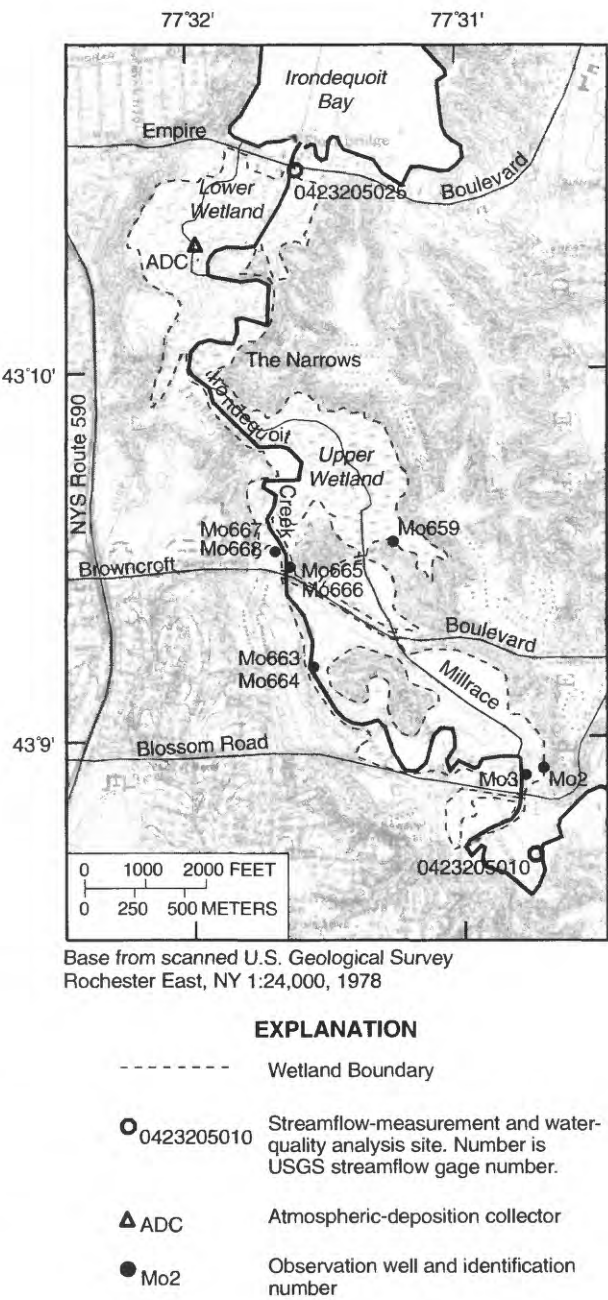 77°32'
77°31'
Irondequoit
Bay
Empire
Bridge
Boulevard
0423205025
Lower
Wetland
ADC
The Narrows
43°10'
Irondequoit
Creek
NYS Route 590
Upper
Wetland
Mo667
Mo668
Mo659
Mo665
Mo666
Browncroft
Boulevard
Mo663
Mo664
Millrace
43°9'
Blossom Road
Mo3
Mo2
0423205010
0 1000 2000 FEET
0 250 500 METERS
Base from scanned U.S. Geological Survey
Rochester East, NY 1:24,000, 1978
EXPLANATION
Wetland Boundary
0423205010
Streamflow-measurement and water-
quality analysis site. Number is
USGS streamflow gage number.
ADC
Atmospheric-deposition collector
Mo2
Observation well and identification
number